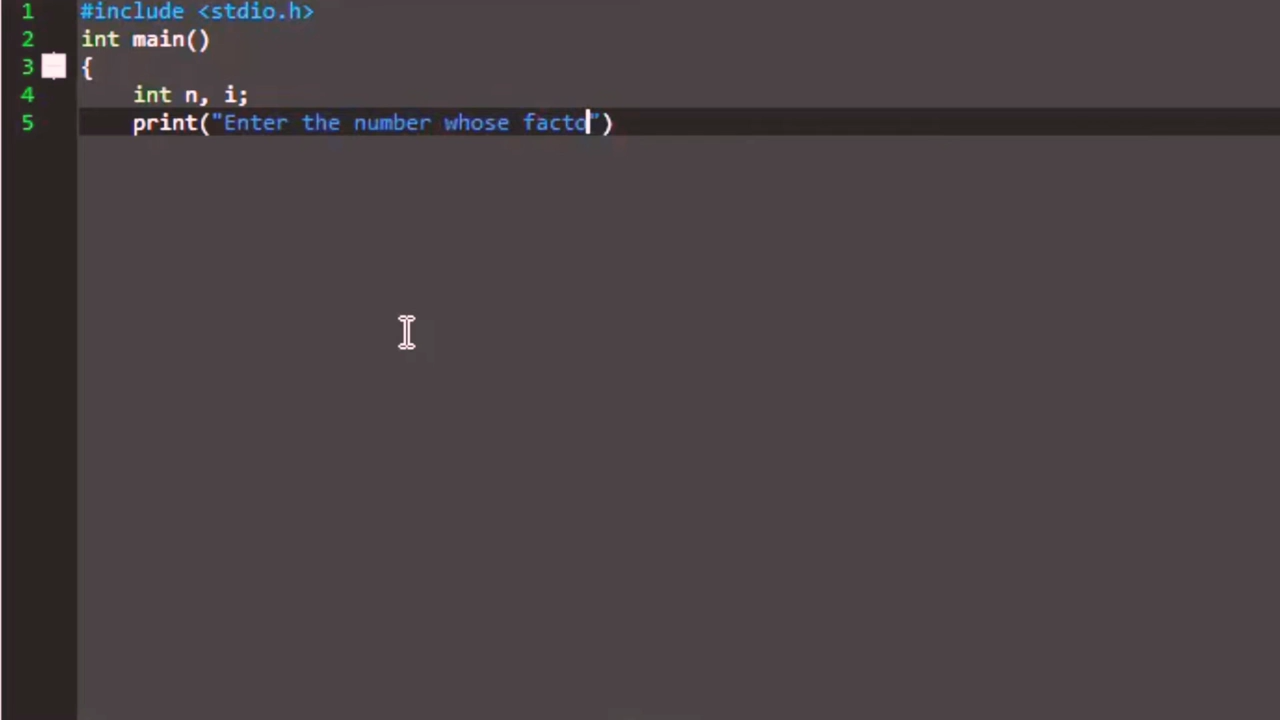 1 #include <stdio.h>
2 int main()
3 {
4 int n, i;
5 print("Enter the number whose facto")